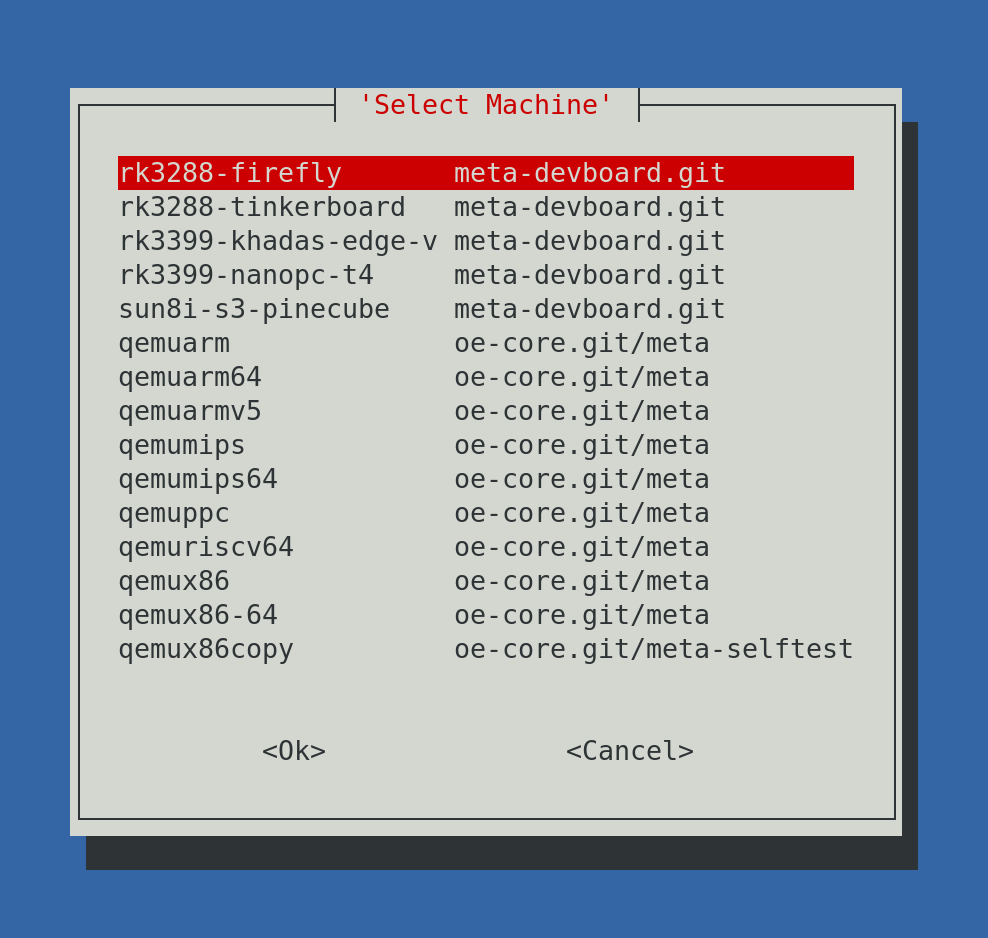 'Select Machine'
rk3288-firefly       meta-devboard.git
rk3288-tinkerboard   meta-devboard.git
rk3399-khadas-edge-v meta-devboard.git
rk3399-nanopc-t4     meta-devboard.git
sun8i-s3-pinecube    meta-devboard.git
qemuarm              oe-core.git/meta
qemuarm64            oe-core.git/meta
qemuarmv5            oe-core.git/meta
qemumips             oe-core.git/meta
qemumips64           oe-core.git/meta
qemuppc              oe-core.git/meta
qemuriscv64          oe-core.git/meta
qemux86              oe-core.git/meta
qemux86-64           oe-core.git/meta
qemux86copy          oe-core.git/meta-selftest
<Ok>               <Cancel>